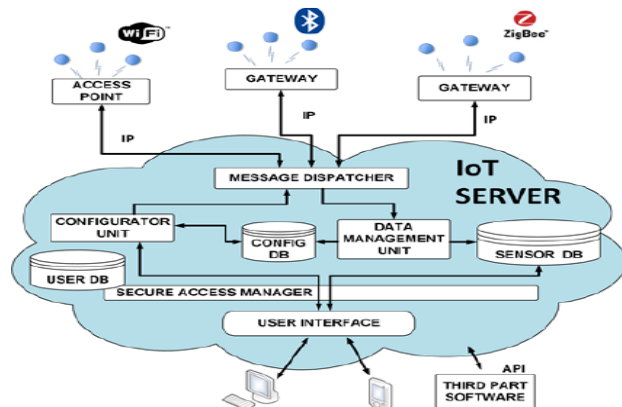 WiFi
ZigBee
ACCESS
POINT
GATEWAY
GATEWAY
IP
IP
IP
MESSAGE DISPATCHER
IoT
SERVER
CONFIGURATOR
UNIT
CONFIG
DB
DATA
MANAGEMENT
UNIT
SENSOR DB
USER DB
SECURE ACCESS MANAGER
USER INTERFACE
API
THIRD PART
SOFTWARE